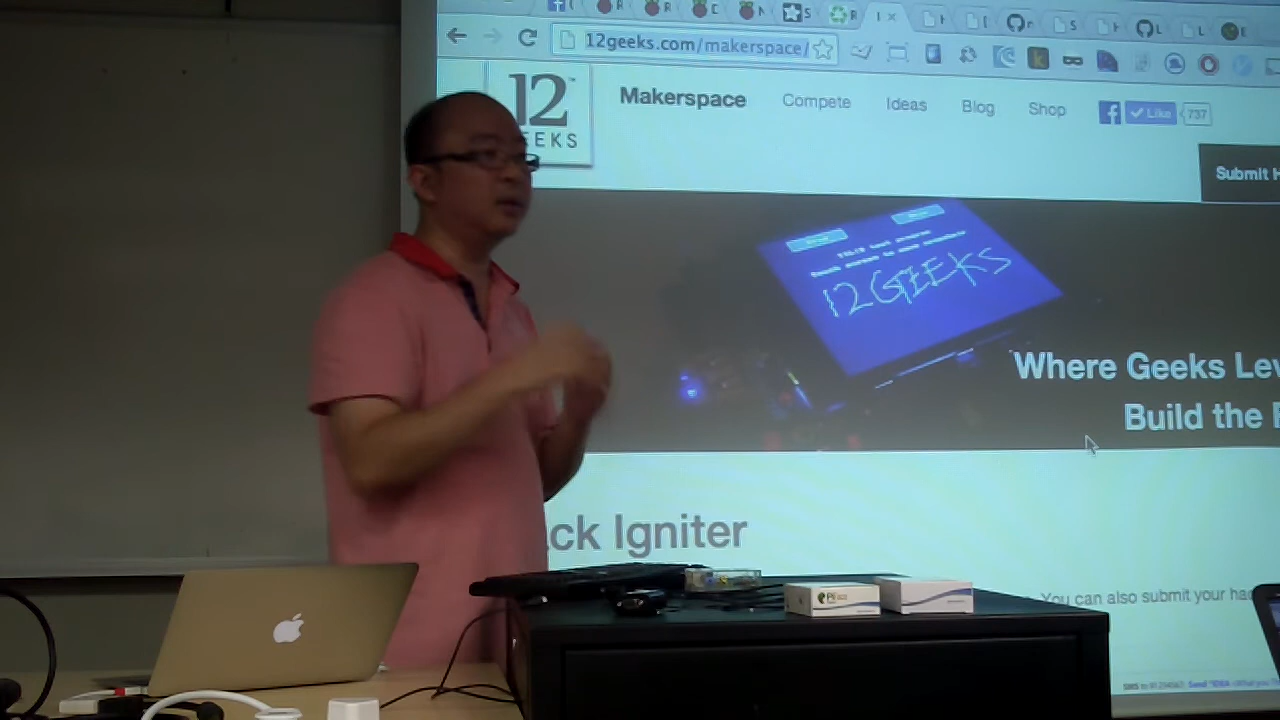 12geeks.com/makerspace/
12
EEKS
Makerspace Compete Ideas Blog Shop Like 737
Submit H
12GEEKS
Where Geeks Lev
Build the
ck Igniter
You can also submit your hac